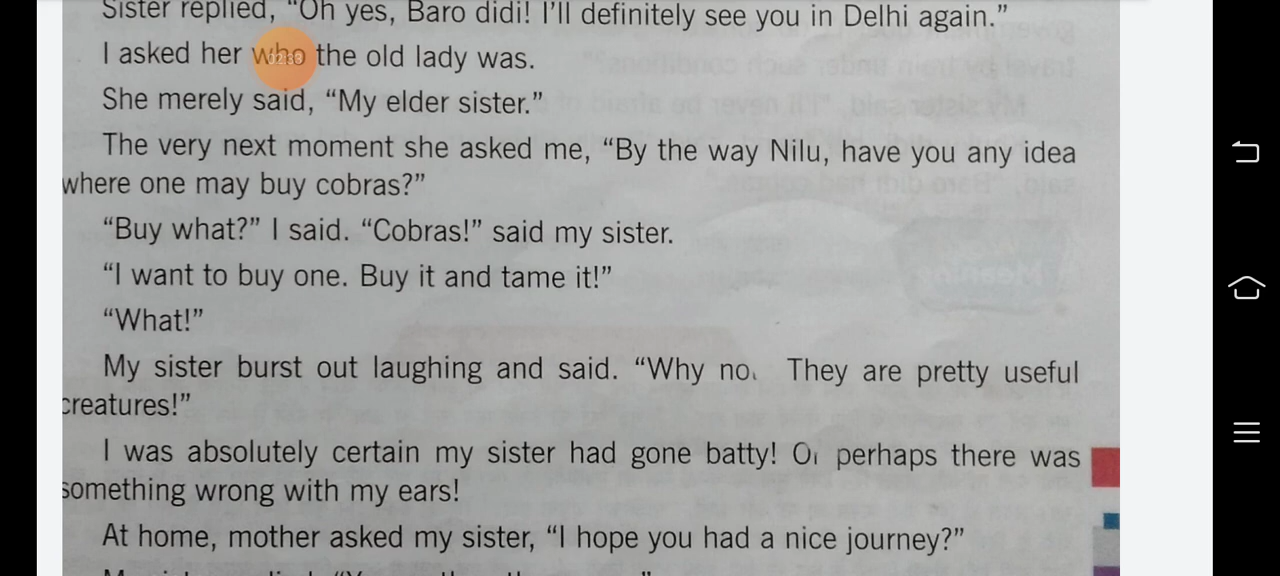 Sister replied, “Oh yes, Baro didi! I’ll definitely see you in Delhi again.”
I asked her who the old lady was.
02:33
She merely said, “My elder sister.”
The very next moment she asked me, “By the way Nilu, have you any idea
where one may buy cobras?”
“Buy what?” I said. “Cobras!” said my sister.
“I want to buy one. Buy it and tame it!”
“What!”
My sister burst out laughing and said. “Why no They are pretty useful
creatures!”
I was absolutely certain my sister had gone batty! Or perhaps there was
something wrong with my ears!
At home, mother asked my sister, “I hope you had a nice journey?”